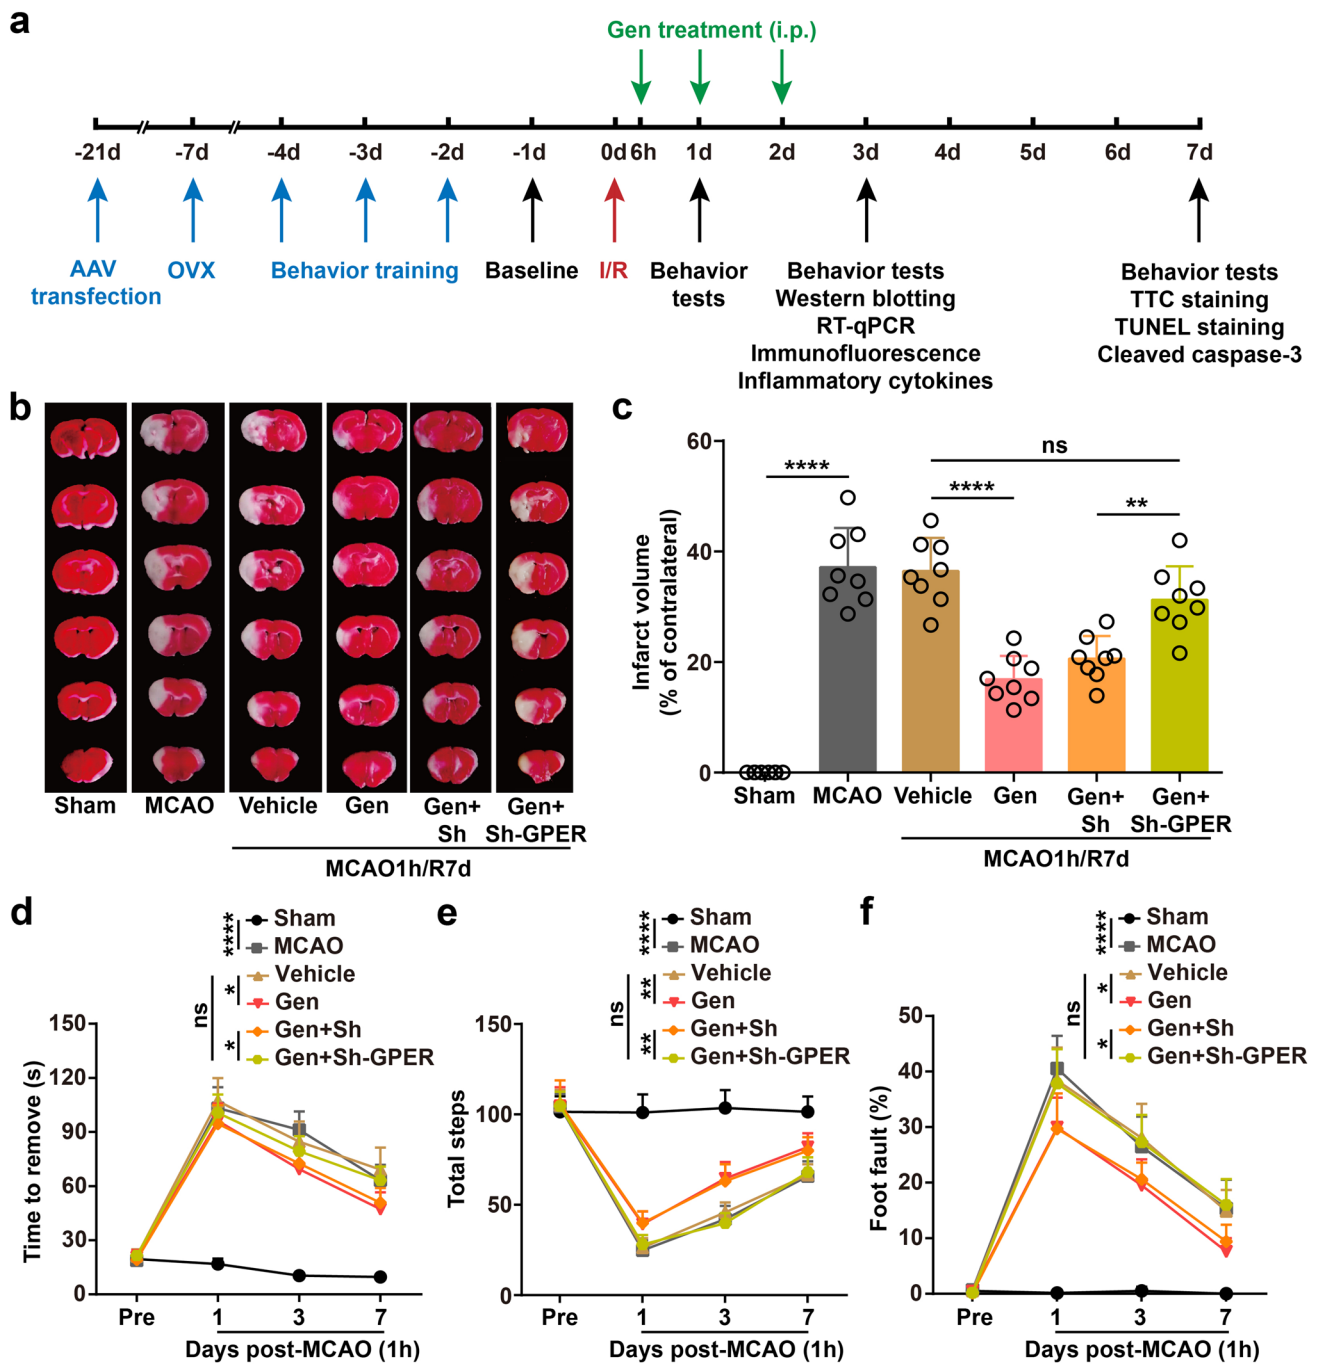 a
Gen treatment (i.p.)
-21d -7d -4d -3d -2d -1d 0d 6h 1d 2d 3d 4d 5d 6d 7d
AAV
transfection
OVX
Behavior training
Baseline
I/R
Behavior
tests
Behavior tests
Western blotting
RT-qPCR
Immunofluorescence
Inflammatory cytokines
Behavior tests
TTC staining
TUNEL staining
Cleaved caspase-3
b
Sham MCAO Vehicle Gen Gen+ Gen+
Sh Sh-GPER
MCAO1h/R7d
c
Infarct volume
(% of contralateral)
60
40
20
0
****
ns
****
**
Sham MCAO Vehicle Gen Gen+ Gen+
Sh Sh-GPER
MCAO1h/R7d
d
Sham
MCAO
Vehicle
Gen
Gen+Sh
Gen+Sh-GPER
****
ns
*
*
Time to remove (s)
150
120
90
60
30
0
Pre 1 3 7
Days post-MCAO (1h)
e
Sham
MCAO
Vehicle
Gen
Gen+Sh
Gen+Sh-GPER
****
ns
**
**
Total steps
150
100
50
0
Pre 1 3 7
Days post-MCAO (1h)
f
Sham
MCAO
Vehicle
Gen
Gen+Sh
Gen+Sh-GPER
****
ns
*
*
Foot fault (%)
50
40
30
20
10
0
Pre 1 3 7
Days post-MCAO (1h)